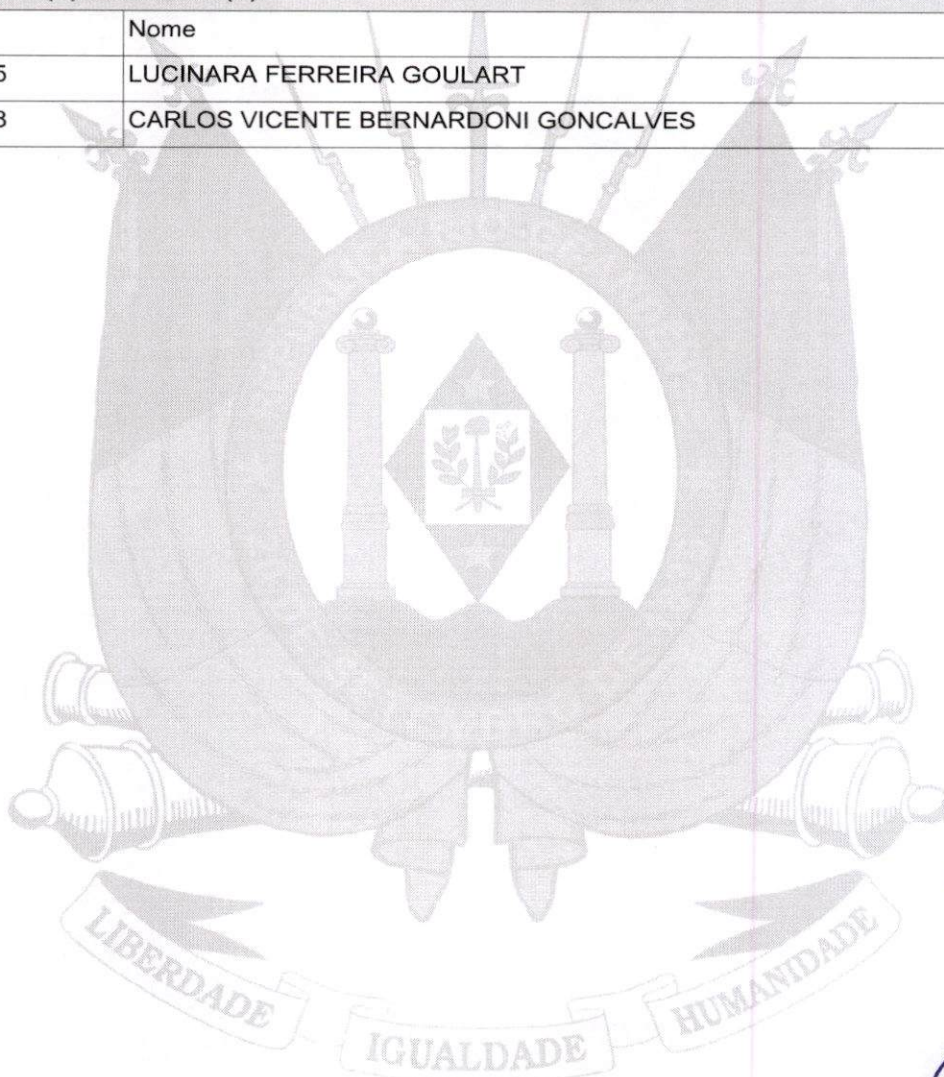 Nome
5 LUCINARA FERREIRA GOULART
3 CARLOS VICENTE BERNARDONI GONCALVES
LIBERDADE
IGUALDADE
HUMANIDADE